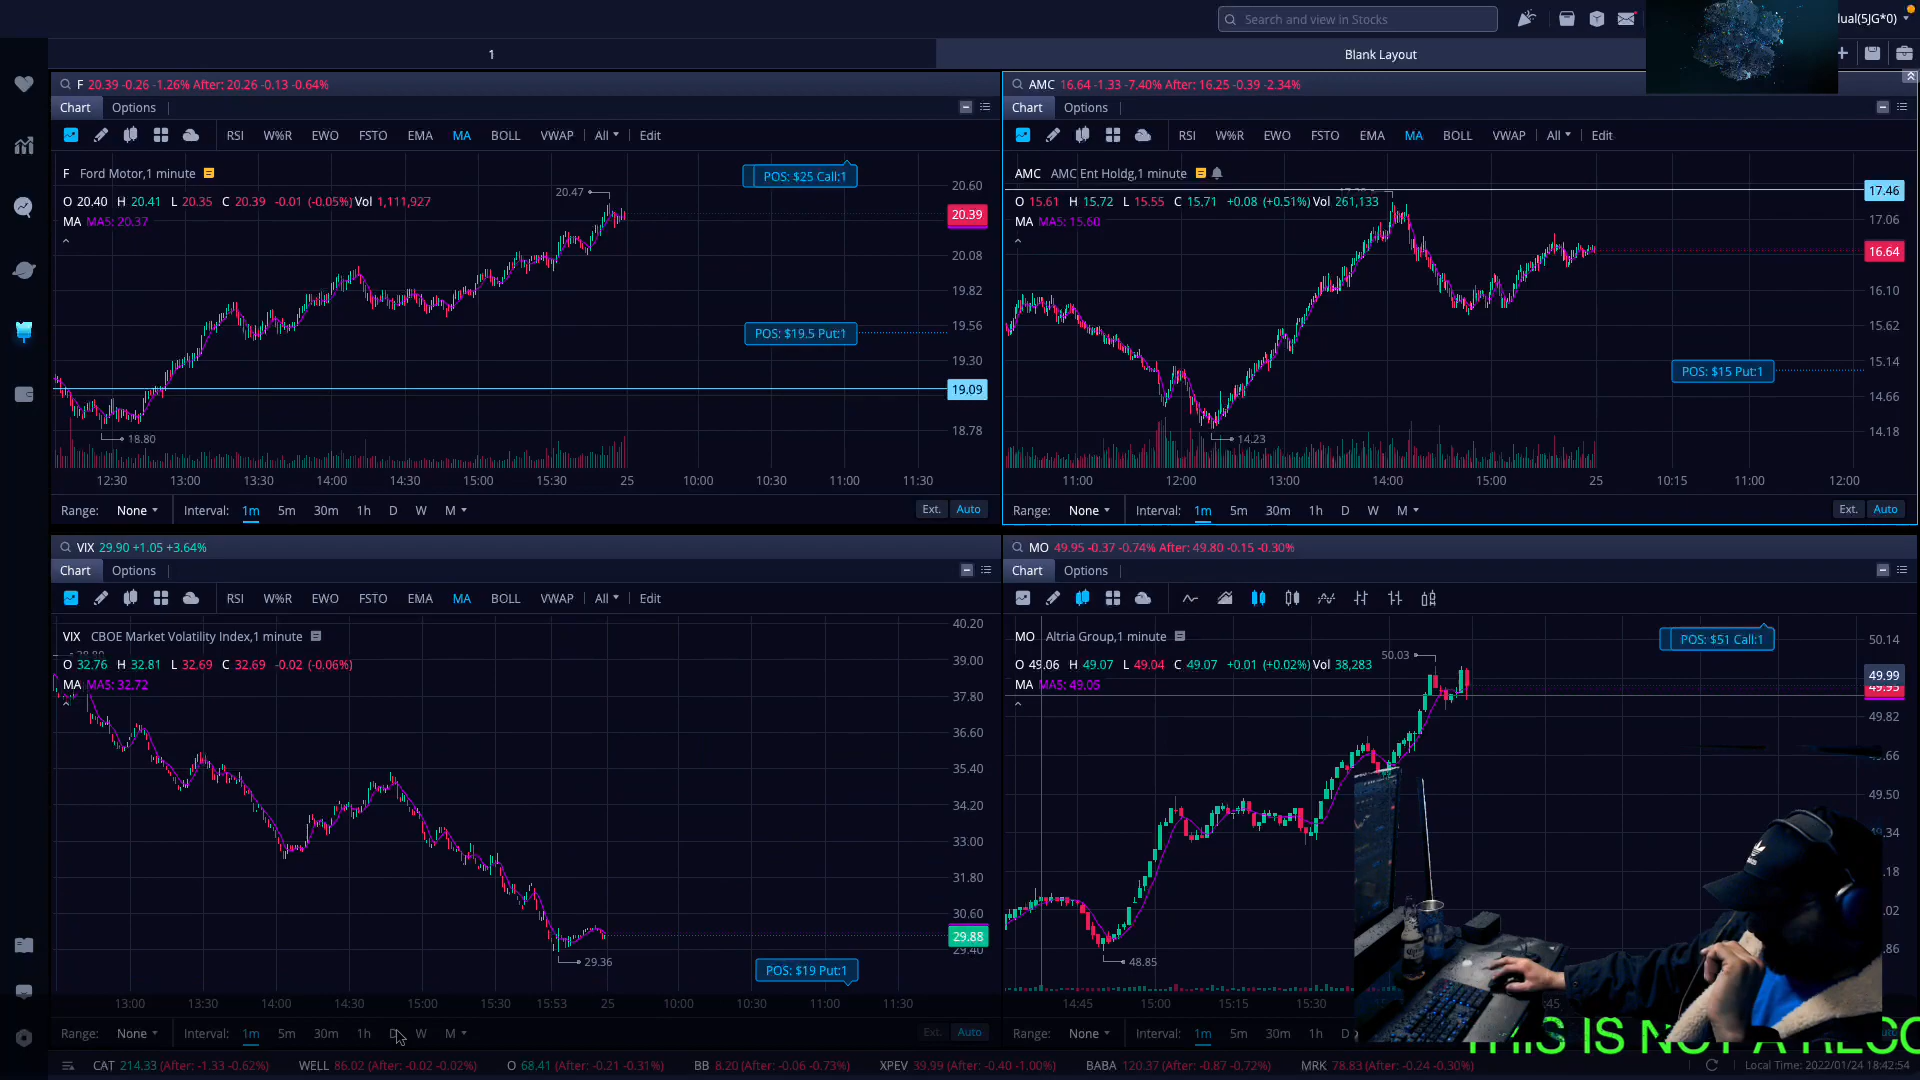 Search and view in Stocks
dual(5JG*0)
1
Blank Layout
F 20.39 -0.26 -1.26% After: 20.26 -0.13 -0.64%
Chart Options
RSI W%R EWO FSTO EMA MA BOLL VWAP All Edit
F Ford Motor,1 minute
POS: $25 Call:1
O 20.40 H 20.41 L 20.35 C 20.39 -0.01 (-0.05%) Vol 1,111,927
MA MA5: 20.37
20.47
POS: $19.5 Put:1
18.80
20.60
20.39
20.08
19.82
19.56
19.30
19.09
18.78
12:30 13:00 13:30 14:00 14:30 15:00 15:30 25 10:00 10:30 11:00 11:30
Range: None Interval: 1m 5m 30m 1h D W M Ext. Auto
AMC 16.64 -1.33 -7.40% After: 16.25 -0.39 -2.34%
Chart Options
RSI W%R EWO FSTO EMA MA BOLL VWAP All Edit
AMC AMC Ent Holdg,1 minute
O 15.61 H 15.72 L 15.55 C 15.71 +0.08 (+0.51%) Vol 261,133
MA MA5: 15.60
POS: $15 Put:1
14.23
17.46
17.06
16.64
16.10
15.62
15.14
14.66
14.18
11:00 12:00 13:00 14:00 15:00 25 10:15 11:00 12:00
Range: None Interval: 1m 5m 30m 1h D W M Ext. Auto
VIX 29.90 +1.05 +3.64%
Chart Options
RSI W%R EWO FSTO EMA MA BOLL VWAP All Edit
VIX CBOE Market Volatility Index,1 minute
O 32.76 H 32.81 L 32.69 C 32.69 -0.02 (-0.06%)
MA MA5: 32.72
29.36
POS: $19 Put:1
40.20
39.00
37.80
36.60
35.40
34.20
33.00
31.80
30.60
29.88
29.40
13:00 13:30 14:00 14:30 15:00 15:30 15:53 25 10:00 10:30 11:00 11:30
Range: None Interval: 1m 5m 30m 1h D W M Ext. Auto
MO 49.95 -0.37 -0.74% After: 49.80 -0.15 -0.30%
Chart Options
MO Altria Group,1 minute
POS: $51 Call:1
O 49.06 H 49.07 L 49.04 C 49.07 +0.01 (+0.02%) Vol 38,283
MA MA5: 49.05
50.03
48.85
50.14
49.99
49.95
49.82
.66
49.50
.34
.18
.02
.86
14:45 15:00 15:15 15:30 :45
Range: None Interval: 1m 5m 30m 1h D
THIS IS NOT A RECO
CAT 214.33 (After: -1.33 -0.62%) WELL 86.02 (After: -0.02 -0.02%) O 68.41 (After: -0.21 -0.31%) BB 8.20 (After: -0.06 -0.73%) XPEV 39.99 (After: -0.40 -1.00%) BABA 120.37 (After: -0.87 -0.72%) MRK 78.83 (After: -0.24 -0.30%) Local Time: 2022/01/24 18:42:54